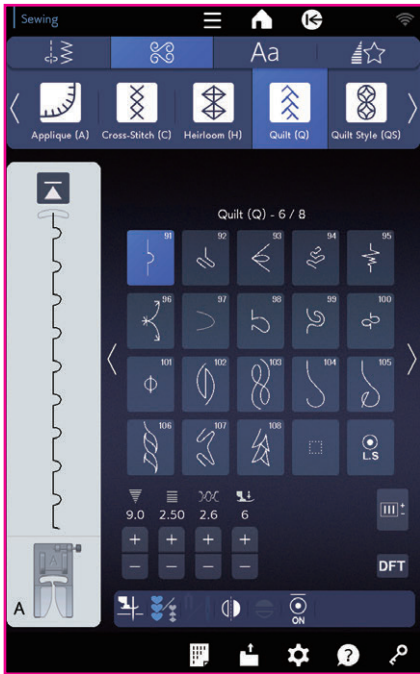 Sewing
Aa
Applique (A) Cross-Stitch (C) Heirloom (H) Quilt (Q) Quilt Style (QS)
Quilt (Q) - 6 / 8
91 92 93 94 95
96 97 98 99 100
101 102 103 104 105
106 107 108 L.S
9.0 2.50 2.6 6
+ + + +
− − − −
DFT
A
ON
?